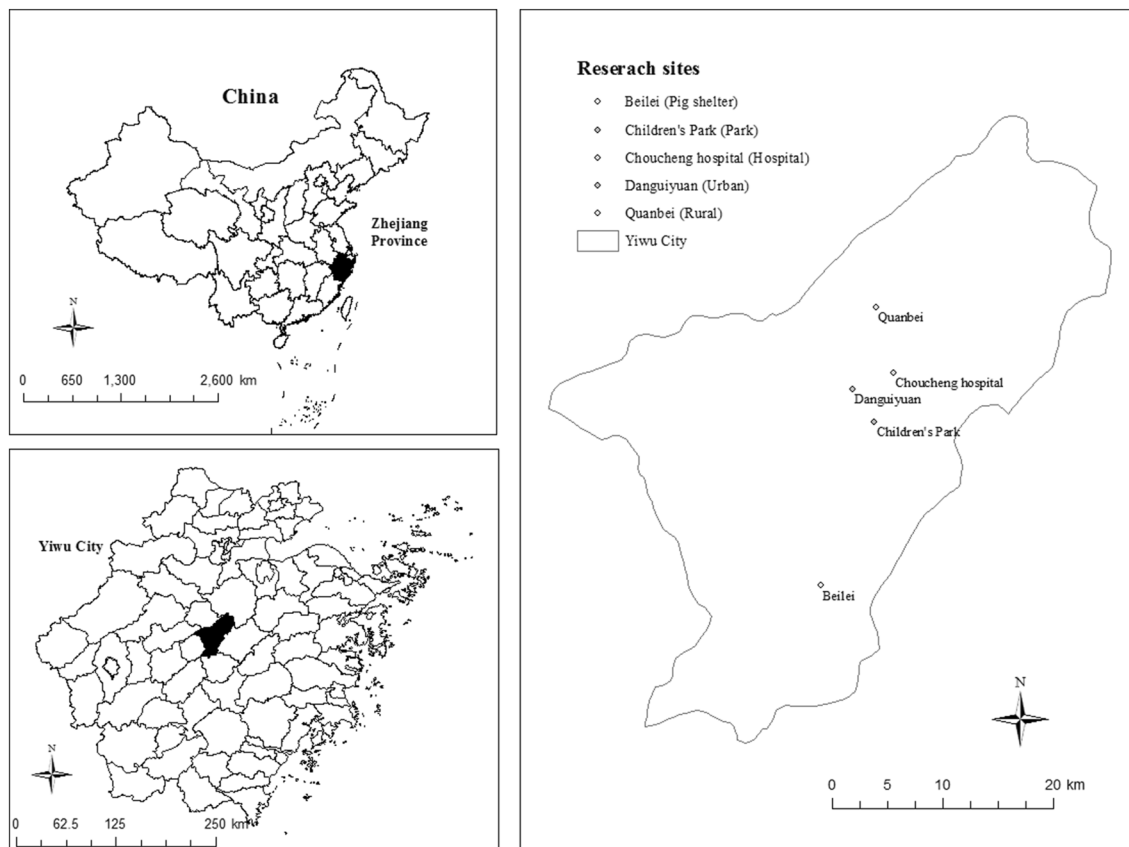 China
Zhejiang
Province
N
0 650 1,300 2,600 km
Yiwu City
N
0 62.5 125 250 km
Reserach sites
Beilei (Pig shelter)
Children's Park (Park)
Choucheng hospital (Hospital)
Danguiyuan (Urban)
Quanbei (Rural)
Yiwu City
Quanbei
Choucheng hospital
Danguiyuan
Children's Park
Beilei
N
0 5 10 20 km